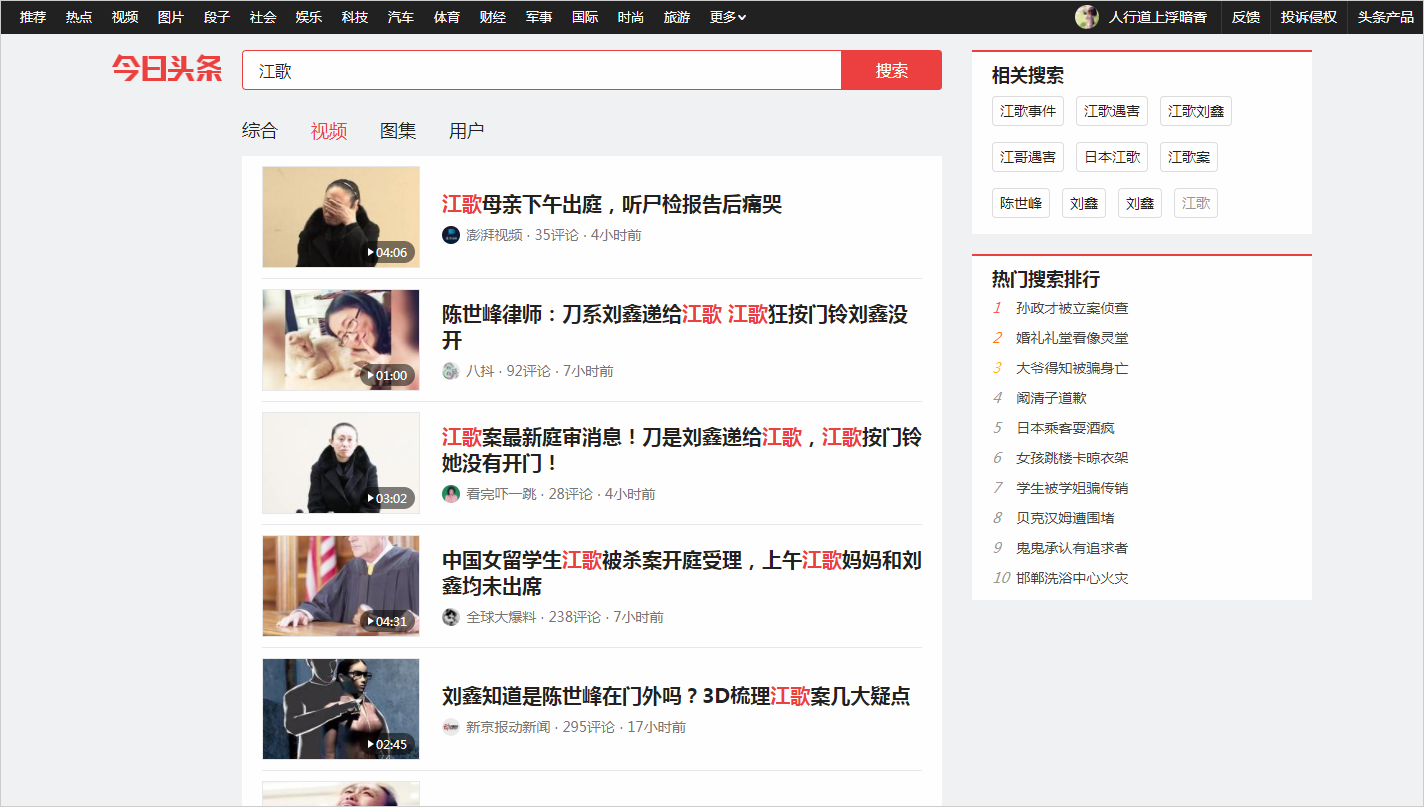 推荐 热点 视频 图片 段子 社会 娱乐 科技 汽车 体育 财经 军事 国际 时尚 旅游 更多 人行道上浮暗香 反馈 投诉侵权 头条产品
今日头条 江歌 搜索
综合 视频 图集 用户
04:06
江歌母亲下午出庭，听尸检报告后痛哭
澎湃视频 · 35评论 · 4小时前
01:00
陈世峰律师：刀系刘鑫递给江歌 江歌狂按门铃刘鑫没
开
八抖 · 92评论 · 7小时前
03:02
江歌案最新庭审消息！刀是刘鑫递给江歌，江歌按门铃
她没有开门！
看完吓一跳 · 28评论 · 4小时前
04:31
中国女留学生江歌被杀案开庭受理，上午江歌妈妈和刘
鑫均未出席
全球大爆料 · 238评论 · 7小时前
02:45
刘鑫知道是陈世峰在门外吗？3D梳理江歌案几大疑点
新京报动新闻 · 295评论 · 17小时前
相关搜索
江歌事件 江歌遇害 江歌刘鑫
江哥遇害 日本江歌 江歌案
陈世峰 刘鑫 刘鑫 江歌
热门搜索排行
1 孙政才被立案侦查
2 婚礼礼堂看像灵堂
3 大爷得知被骗身亡
4 阚清子道歉
5 日本乘客耍酒疯
6 女孩跳楼卡晾衣架
7 学生被学姐骗传销
8 贝克汉姆遭围堵
9 鬼鬼承认有追求者
10 邯郸洗浴中心火灾